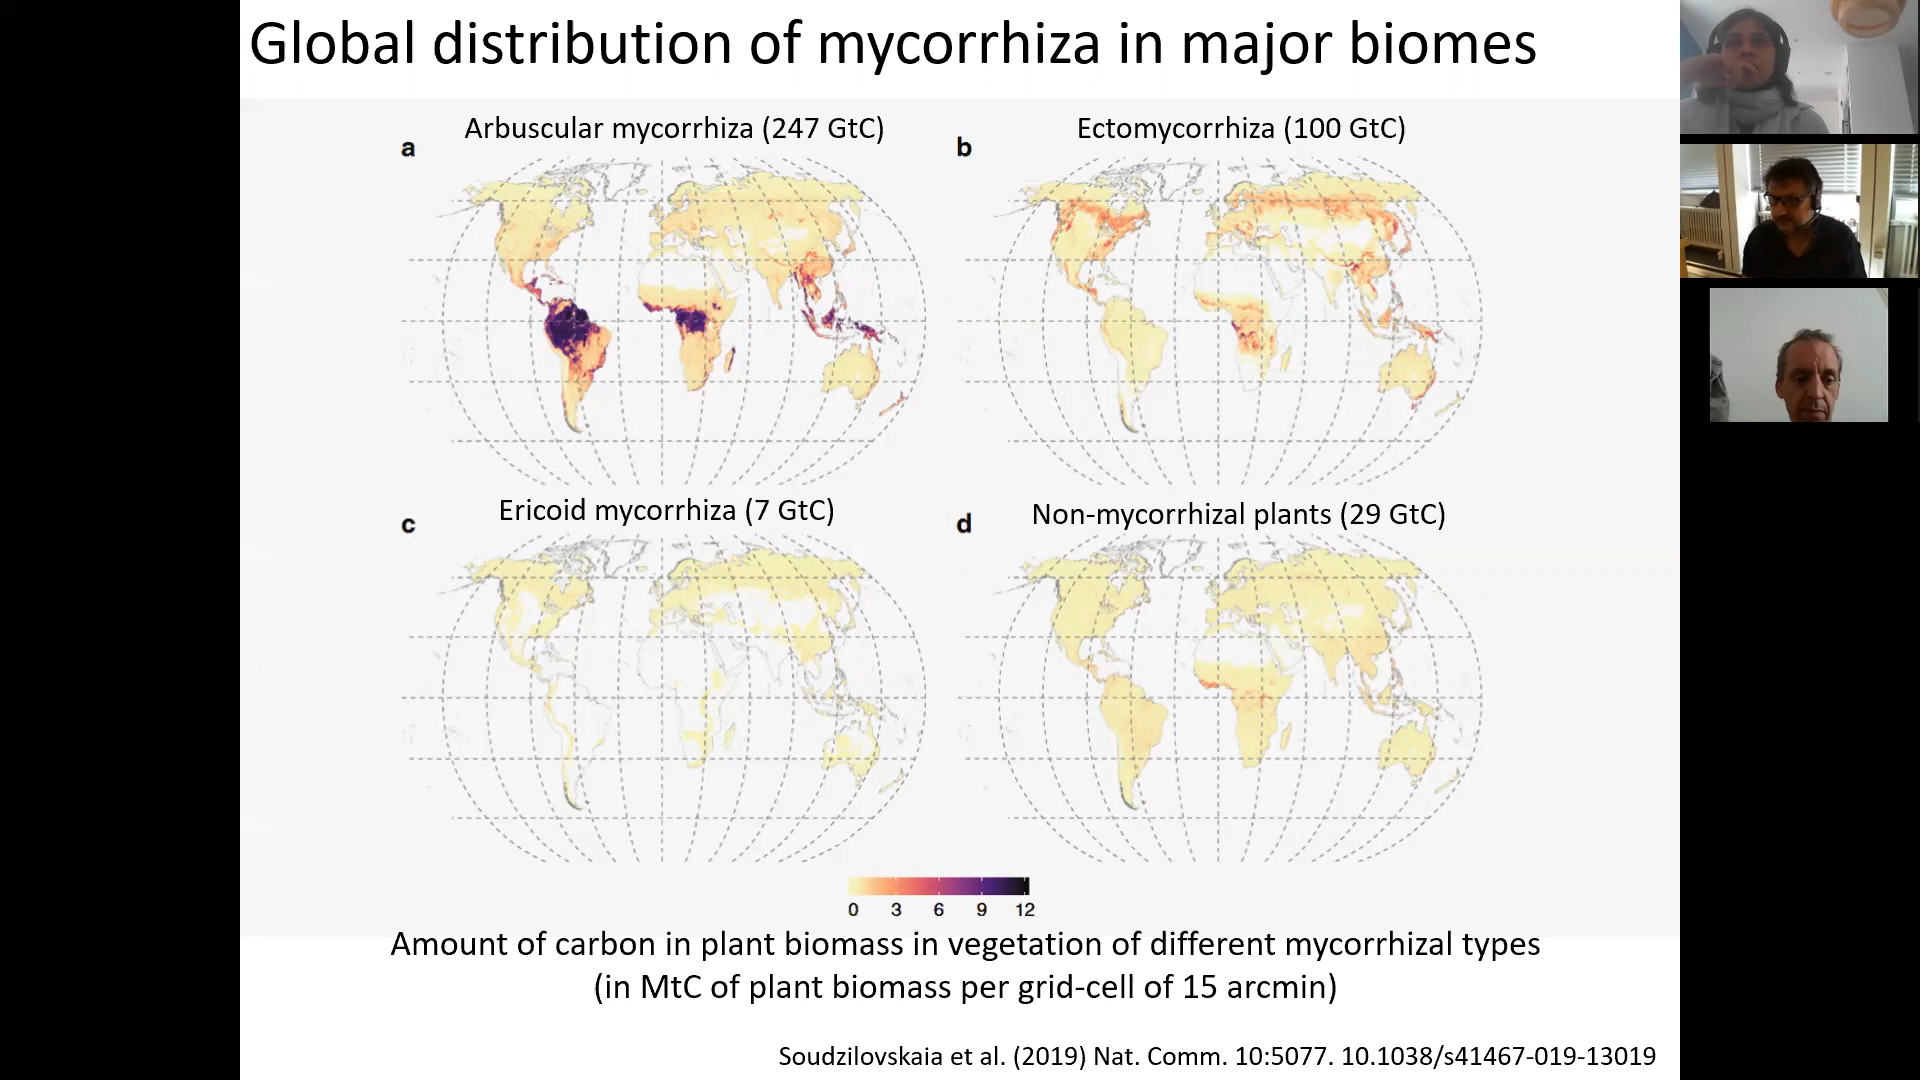 Global distribution of mycorrhiza in major biomes
a
Arbuscular mycorrhiza (247 GtC)
b
Ectomycorrhiza (100 GtC)
c
Ericoid mycorrhiza (7 GtC)
d
Non-mycorrhizal plants (29 GtC)
0 3 6 9 12
Amount of carbon in plant biomass in vegetation of different mycorrhizal types
(in MtC of plant biomass per grid-cell of 15 arcmin)
Soudzilovskaia et al. (2019) Nat. Comm. 10:5077. 10.1038/s41467-019-13019